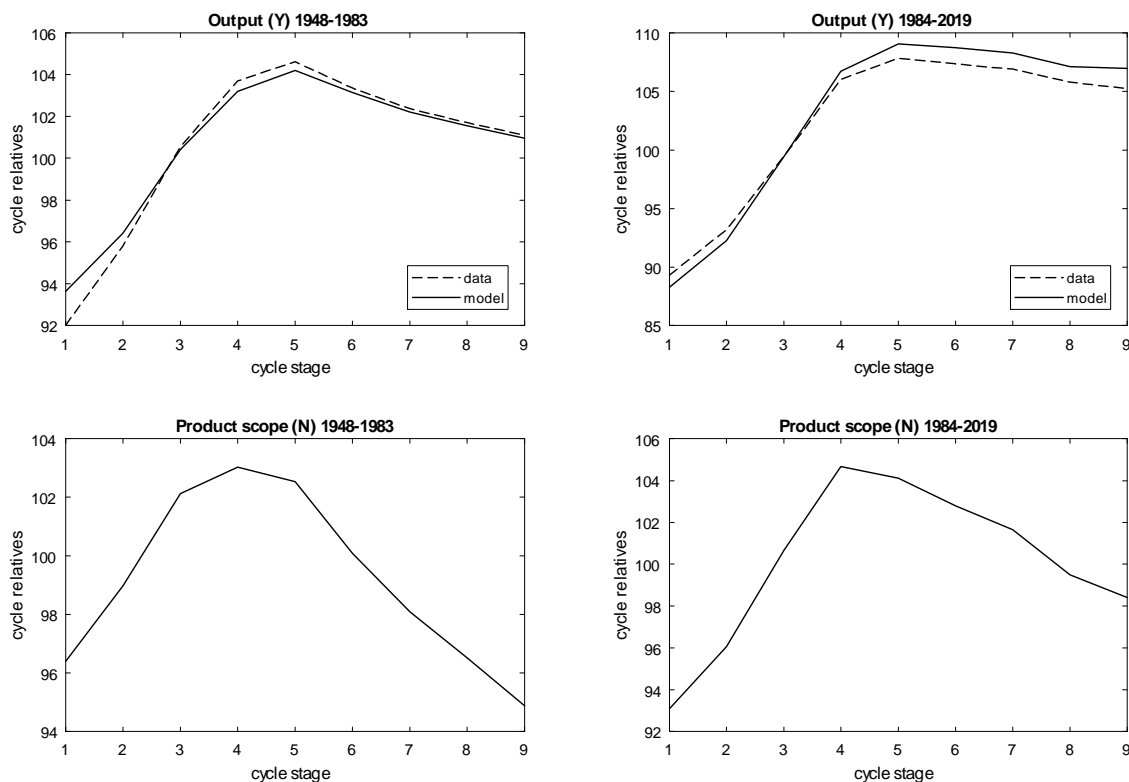 Output (Y) 1948-1983
106
104
102
100
98
96
94
92
cycle relatives
1 2 3 4 5 6 7 8 9
cycle stage
data
model
Output (Y) 1984-2019
110
105
100
95
90
85
cycle relatives
1 2 3 4 5 6 7 8 9
cycle stage
data
model
Product scope (N) 1948-1983
104
102
100
98
96
94
cycle relatives
1 2 3 4 5 6 7 8 9
cycle stage
Product scope (N) 1984-2019
106
104
102
100
98
96
94
92
cycle relatives
1 2 3 4 5 6 7 8 9
cycle stage